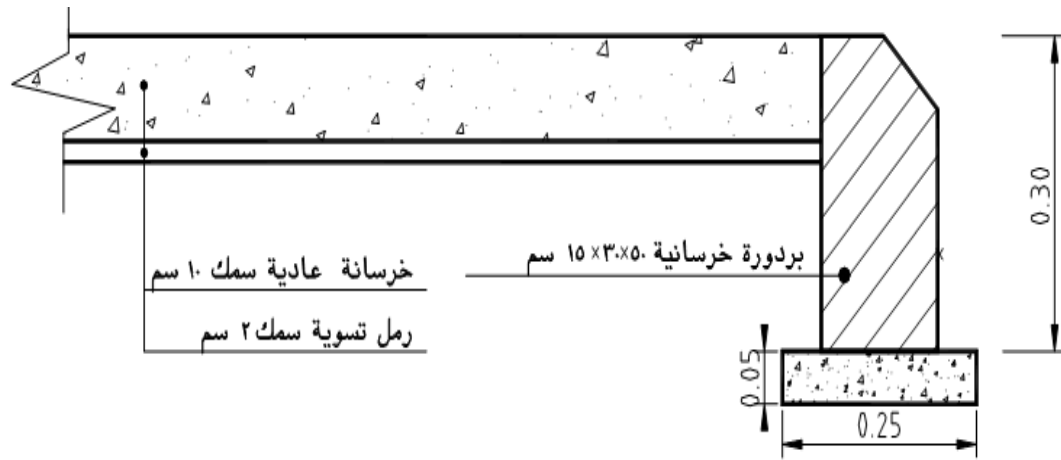 بردورة خرسانية ٥٠×٣٠×١٥ سم
خرسانة عادية سمك ١٠ سم
رمل تسوية سمك ٢ سم
0.30
0.05
0.25